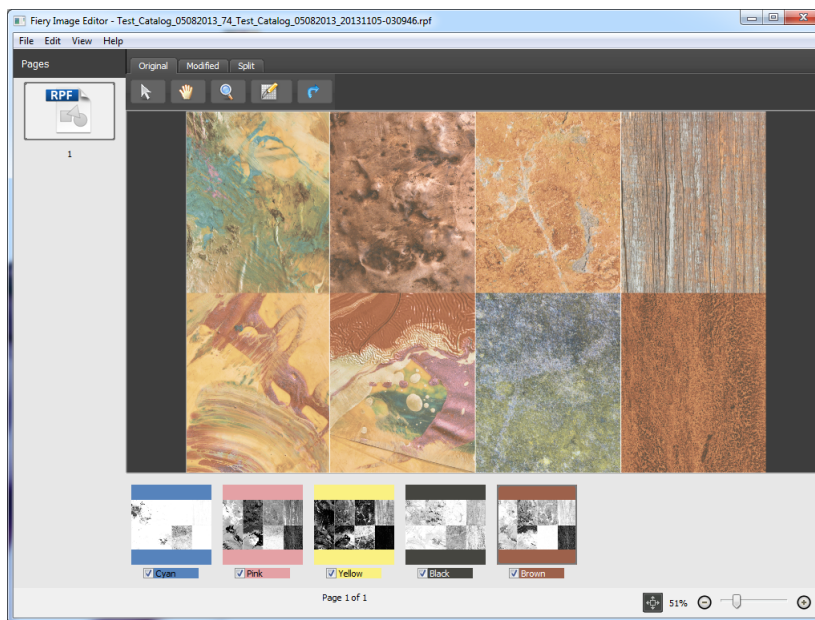 Fiery Image Editor - Test_Catalog_05082013_74_Test_Catalog_05082013_20131105-030946.rpf
File Edit View Help
Pages
Original Modified Split
RPF
1
Cyan Pink Yellow Black Brown
Page 1 of 1
51%